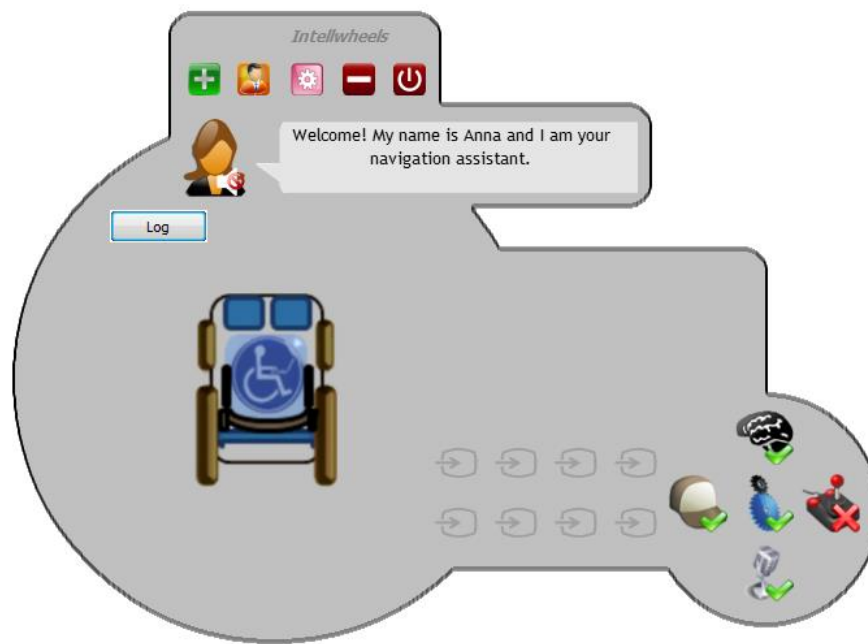 Intellwheels
Welcome! My name is Anna and I am your
navigation assistant.
Log